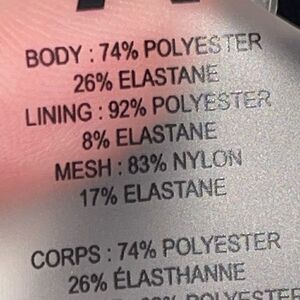 BODY : 74% POLYESTER
26% ELASTANE
LINING : 92% POLYESTER
8% ELASTANE
MESH : 83% NYLON
17% ELASTANE
CORPS : 74% POLYESTER
26% ÉLASTHANNE
POLYESTER